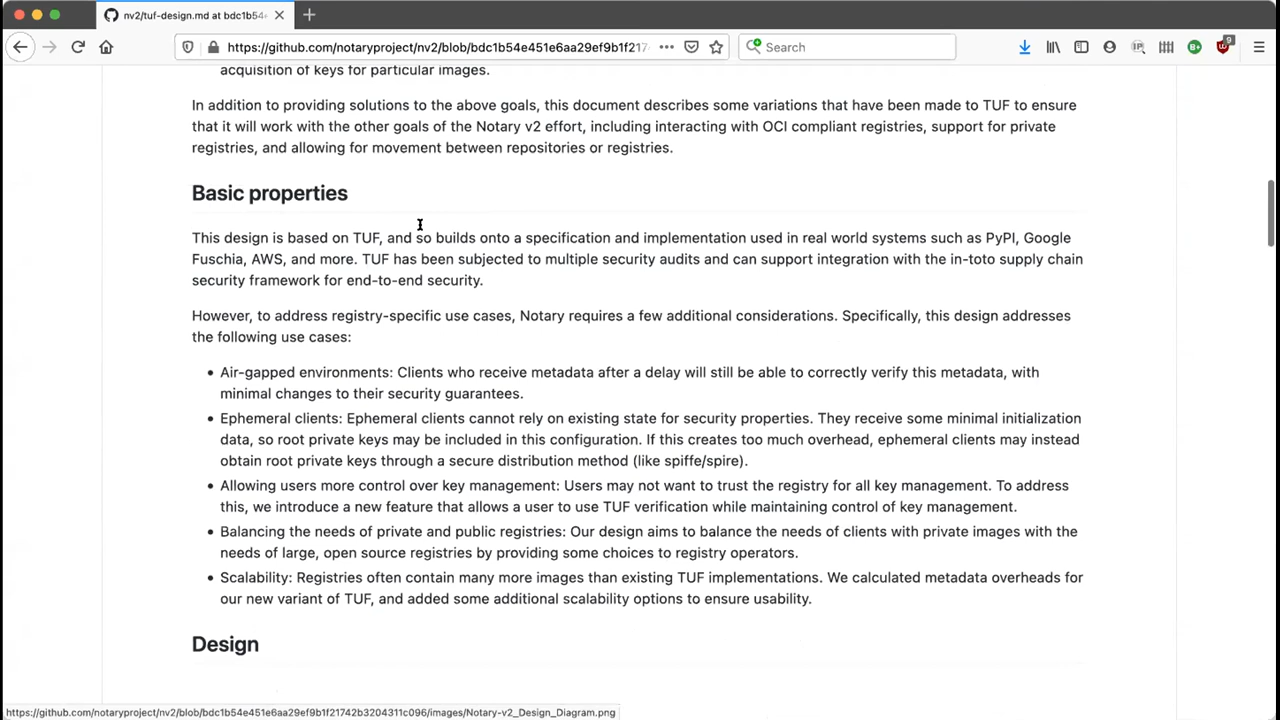 nv2/tuf-design.md at bdc1b54
https://github.com/notaryproject/nv2/blob/bdc1b54e451e6aa29ef9b1f217
Search
9
acquisition of keys for particular images.
In addition to providing solutions to the above goals, this document describes some variations that have been made to TUF to ensure
that it will work with the other goals of the Notary v2 effort, including interacting with OCI compliant registries, support for private
registries, and allowing for movement between repositories or registries.
Basic properties
This design is based on TUF, and so builds onto a specification and implementation used in real world systems such as PyPI, Google
Fuschia, AWS, and more. TUF has been subjected to multiple security audits and can support integration with the in-toto supply chain
security framework for end-to-end security.
However, to address registry-specific use cases, Notary requires a few additional considerations. Specifically, this design addresses
the following use cases:
• Air-gapped environments: Clients who receive metadata after a delay will still be able to correctly verify this metadata, with
minimal changes to their security guarantees.
• Ephemeral clients: Ephemeral clients cannot rely on existing state for security properties. They receive some minimal initialization
data, so root private keys may be included in this configuration. If this creates too much overhead, ephemeral clients may instead
obtain root private keys through a secure distribution method (like spiffe/spire).
• Allowing users more control over key management: Users may not want to trust the registry for all key management. To address
this, we introduce a new feature that allows a user to use TUF verification while maintaining control of key management.
• Balancing the needs of private and public registries: Our design aims to balance the needs of clients with private images with the
needs of large, open source registries by providing some choices to registry operators.
• Scalability: Registries often contain many more images than existing TUF implementations. We calculated metadata overheads for
our new variant of TUF, and added some additional scalability options to ensure usability.
Design
https://github.com/notaryproject/nv2/blob/bdc1b54e451e6aa29ef9b1f21742b3204311c096/images/Notary-v2_Design_Diagram.png